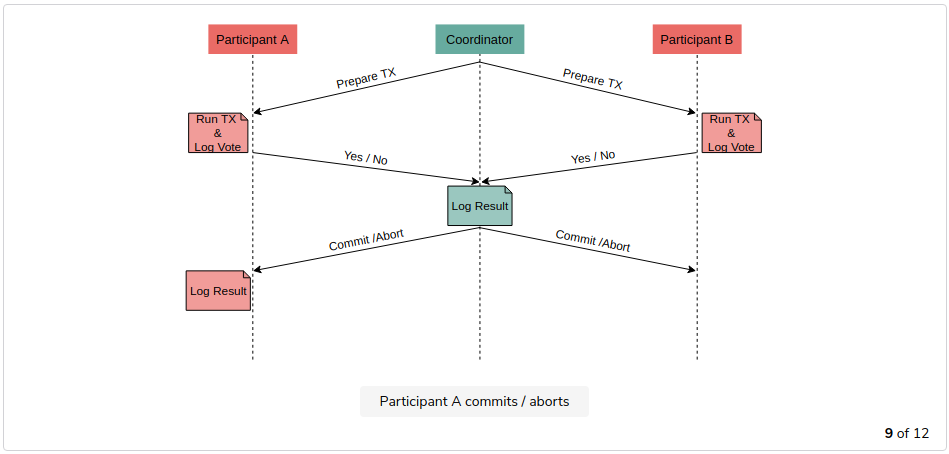 Participant A
Coordinator
Participant B
Prepare TX
Prepare TX
Run TX
&
Log Vote
Run TX
&
Log Vote
Yes / No
Yes / No
Log Result
Commit /Abort
Commit /Abort
Log Result
Participant A commits / aborts
9 of 12